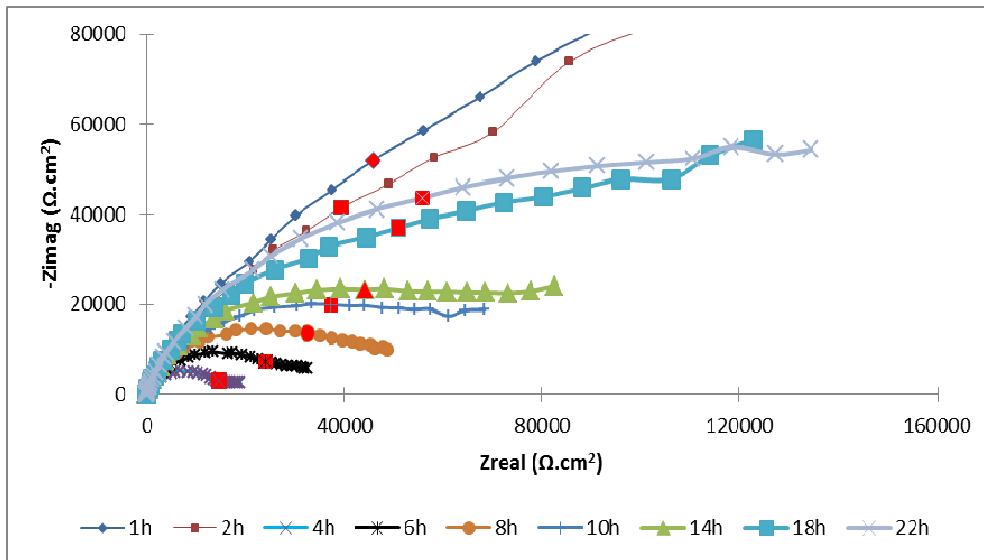 -Zimag (Ω.cm²)
80000
60000
40000
20000
0
0 40000 80000 120000 160000
Zreal (Ω.cm²)
1h 2h 4h 6h 8h 10h 14h 18h 22h